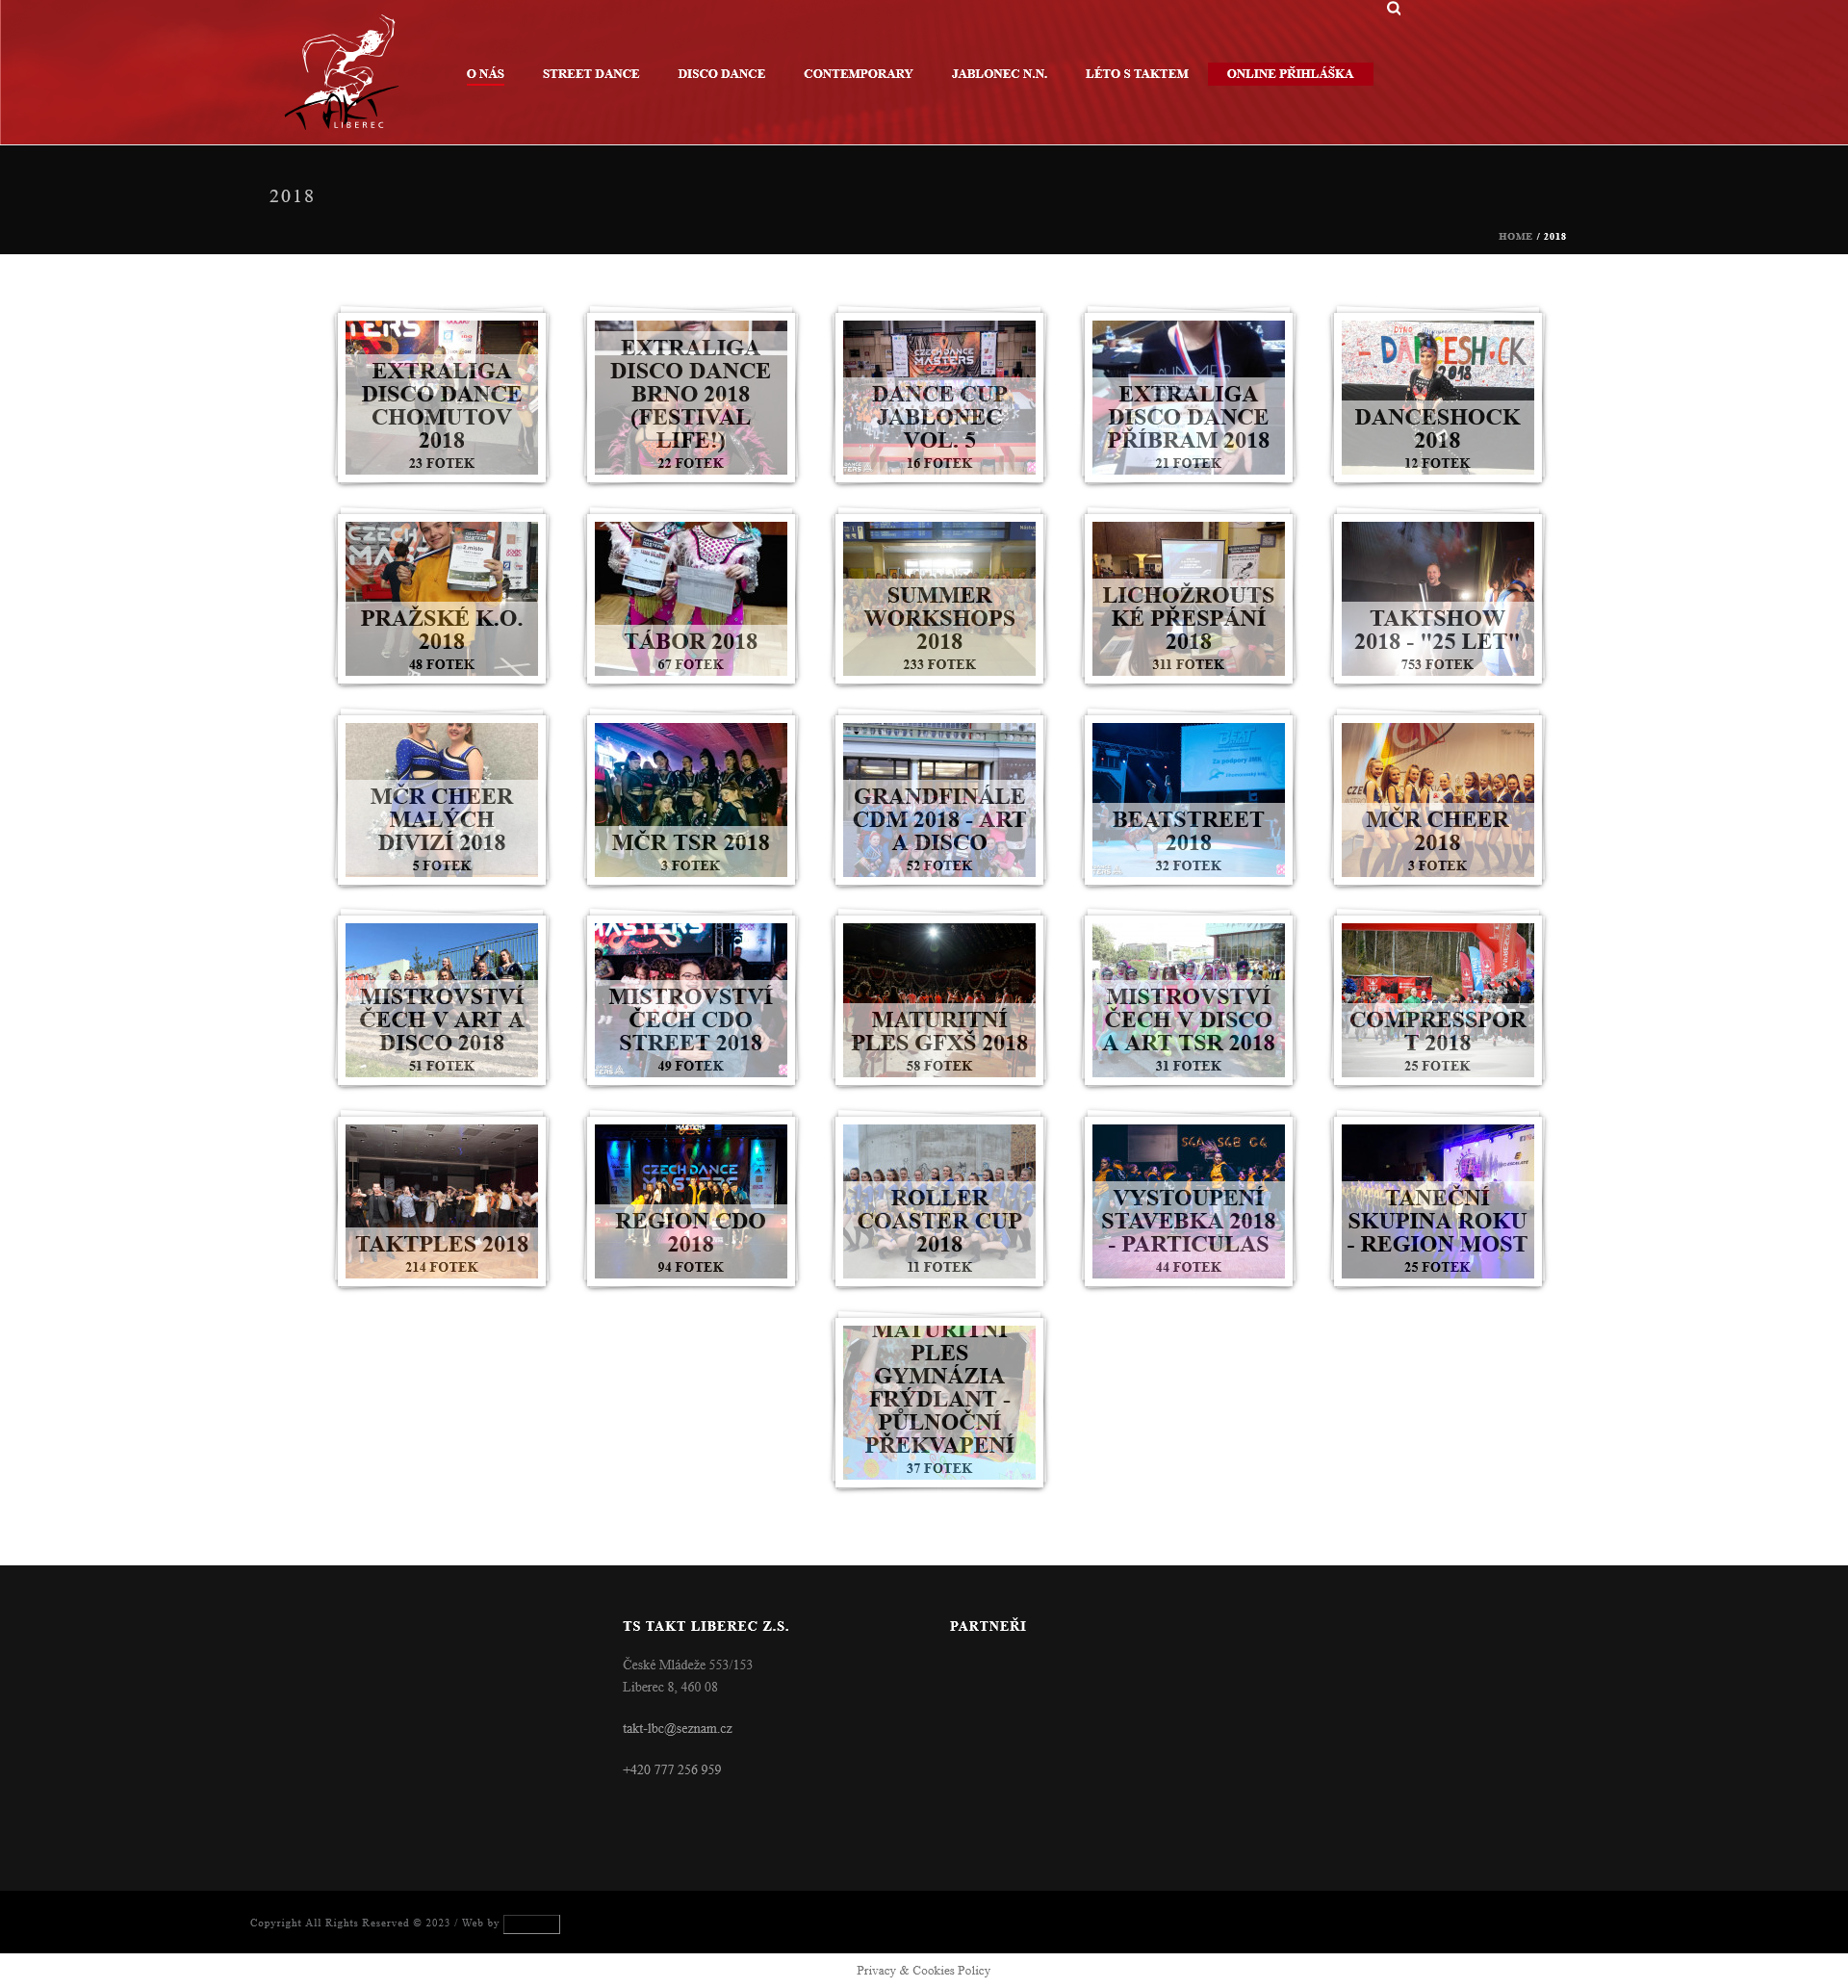 TAKT
LIBEREC
O NÁS
STREET DANCE
DISCO DANCE
CONTEMPORARY
JABLONEC N.N.
LÉTO S TAKTEM
ONLINE PŘIHLÁŠKA
2018
HOME / 2018
EXTRALIGA
DISCO DANCE
CHOMUTOV
2018
23 FOTEK
EXTRALIGA
DISCO DANCE
BRNO 2018
(FESTIVAL
LIFE!)
22 FOTEK
DANCE CUP
JABLONEC
VOL. 5
16 FOTEK
EXTRALIGA
DISCO DANCE
PŘÍBRAM 2018
21 FOTEK
DANCESHOCK
2018
12 FOTEK
PRAŽSKÉ K.O.
2018
48 FOTEK
TÁBOR 2018
67 FOTEK
SUMMER
WORKSHOPS
2018
233 FOTEK
LICHOŽROUTS
KÉ PŘESPÁNÍ
2018
311 FOTEK
TAKTSHOW
2018 - "25 LET"
753 FOTEK
MČR CHEER
MALÝCH
DIVIZÍ 2018
5 FOTEK
MČR TSR 2018
3 FOTEK
GRANDFINÁLE
CDM 2018 - ART
A DISCO
52 FOTEK
BEATSTREET
2018
32 FOTEK
MČR CHEER
2018
3 FOTEK
MISTROVSTVÍ
ČECH V ART A
DISCO 2018
51 FOTEK
MISTROVSTVÍ
ČECH CDO
STREET 2018
49 FOTEK
MATURITNÍ
PLES GFXŠ 2018
58 FOTEK
MISTROVSTVÍ
ČECH V DISCO
A ART TSR 2018
31 FOTEK
COMPRESSPOR
T 2018
25 FOTEK
TAKTPLES 2018
214 FOTEK
REGION CDO
2018
94 FOTEK
ROLLER
COASTER CUP
2018
11 FOTEK
VYSTOUPENÍ
STAVEBKA 2018
- PARTICULAS
44 FOTEK
TANEČNÍ
SKUPINA ROKU
- REGION MOST
25 FOTEK
MATURITNÍ
PLES
GYMNÁZIA
FRÝDLANT -
PŮLNOČNÍ
PŘEKVAPENÍ
37 FOTEK
TS TAKT LIBEREC Z.S.
České Mládeže 553/153
Liberec 8, 460 08
takt-lbc@seznam.cz
+420 777 256 959
PARTNEŘI
Copyright All Rights Reserved © 2023 / Web by
Privacy & Cookies Policy